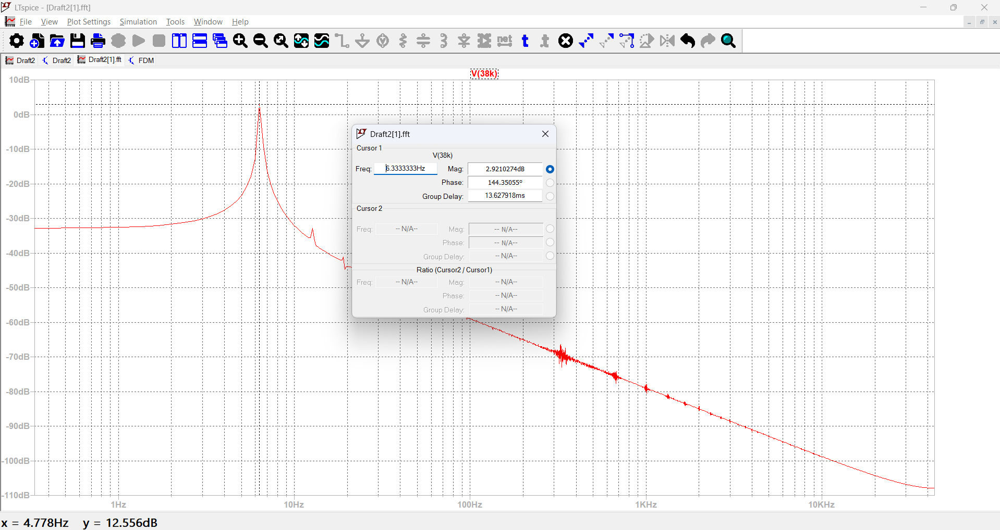 LTspice - [Draft2[1].fft]
File View Plot Settings Simulation Tools Window Help
net t t
Draft2 Draft2 Draft2[1].fft FDM
V(38k)
10dB
0dB
-10dB
-20dB
-30dB
-40dB
-50dB
-60dB
-70dB
-80dB
-90dB
-100dB
-110dB
1Hz 10Hz 100Hz 1KHz 10KHz
Draft2[1].fft
Cursor 1
V(38k)
Freq: 6.3333333Hz Mag: 2.9210274dB
Phase: 144.35055°
Group Delay: 13.627918ms
Cursor 2
Freq: -- N/A-- Mag: -- N/A--
Phase: -- N/A--
Group Delay: -- N/A--
Ratio (Cursor2 / Cursor1)
Freq: -- N/A-- Mag: -- N/A--
Phase: -- N/A--
Group Delay: -- N/A--
x = 4.778Hz y = 12.556dB